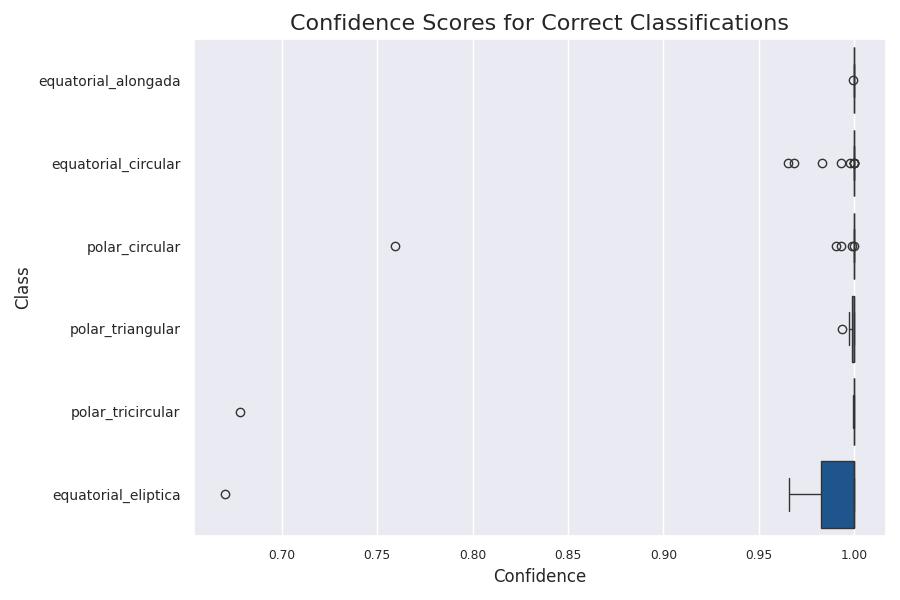 Confidence Scores for Correct Classifications
equatorial_alongada
equatorial_circular
polar_circular
polar_triangular
polar_tricircular
equatorial_eliptica
Class
0.70 0.75 0.80 0.85 0.90 0.95 1.00
Confidence